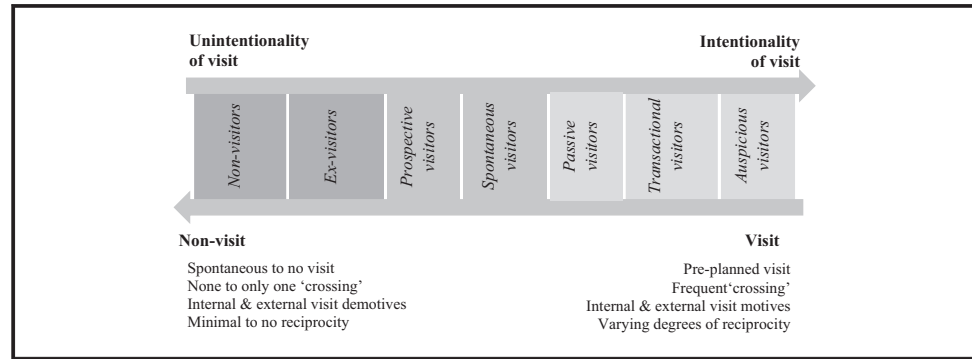 Unintentionality
of visit
Intentionality
of visit
Non-visitors
Ex-visitors
Prospective
visitors
Spontaneous
visitors
Passive
visitors
Transactional
visitors
Auspicious
visitors
Non-visit
Spontaneous to no visit
None to only one ‘crossing’
Internal & external visit demotives
Minimal to no reciprocity
Visit
Pre-planned visit
Frequent‘crossing’
Internal & external visit motives
Varying degrees of reciprocity